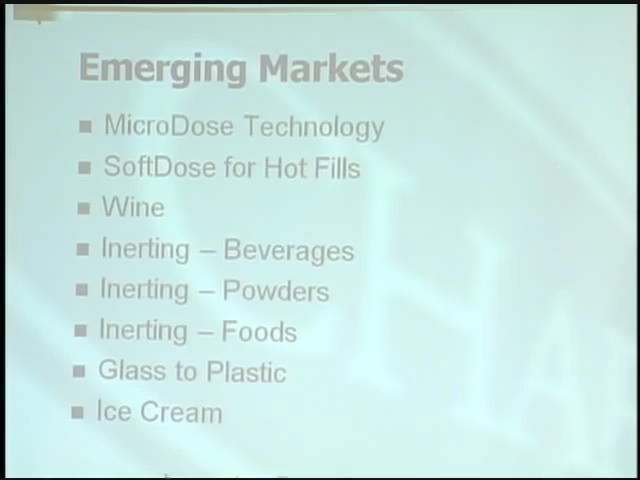 Emerging Markets
■ MicroDose Technology
■ SoftDose for Hot Fills
■ Wine
■ Inerting – Beverages
■ Inerting – Powders
■ Inerting – Foods
■ Glass to Plastic
■ Ice Cream
CHA